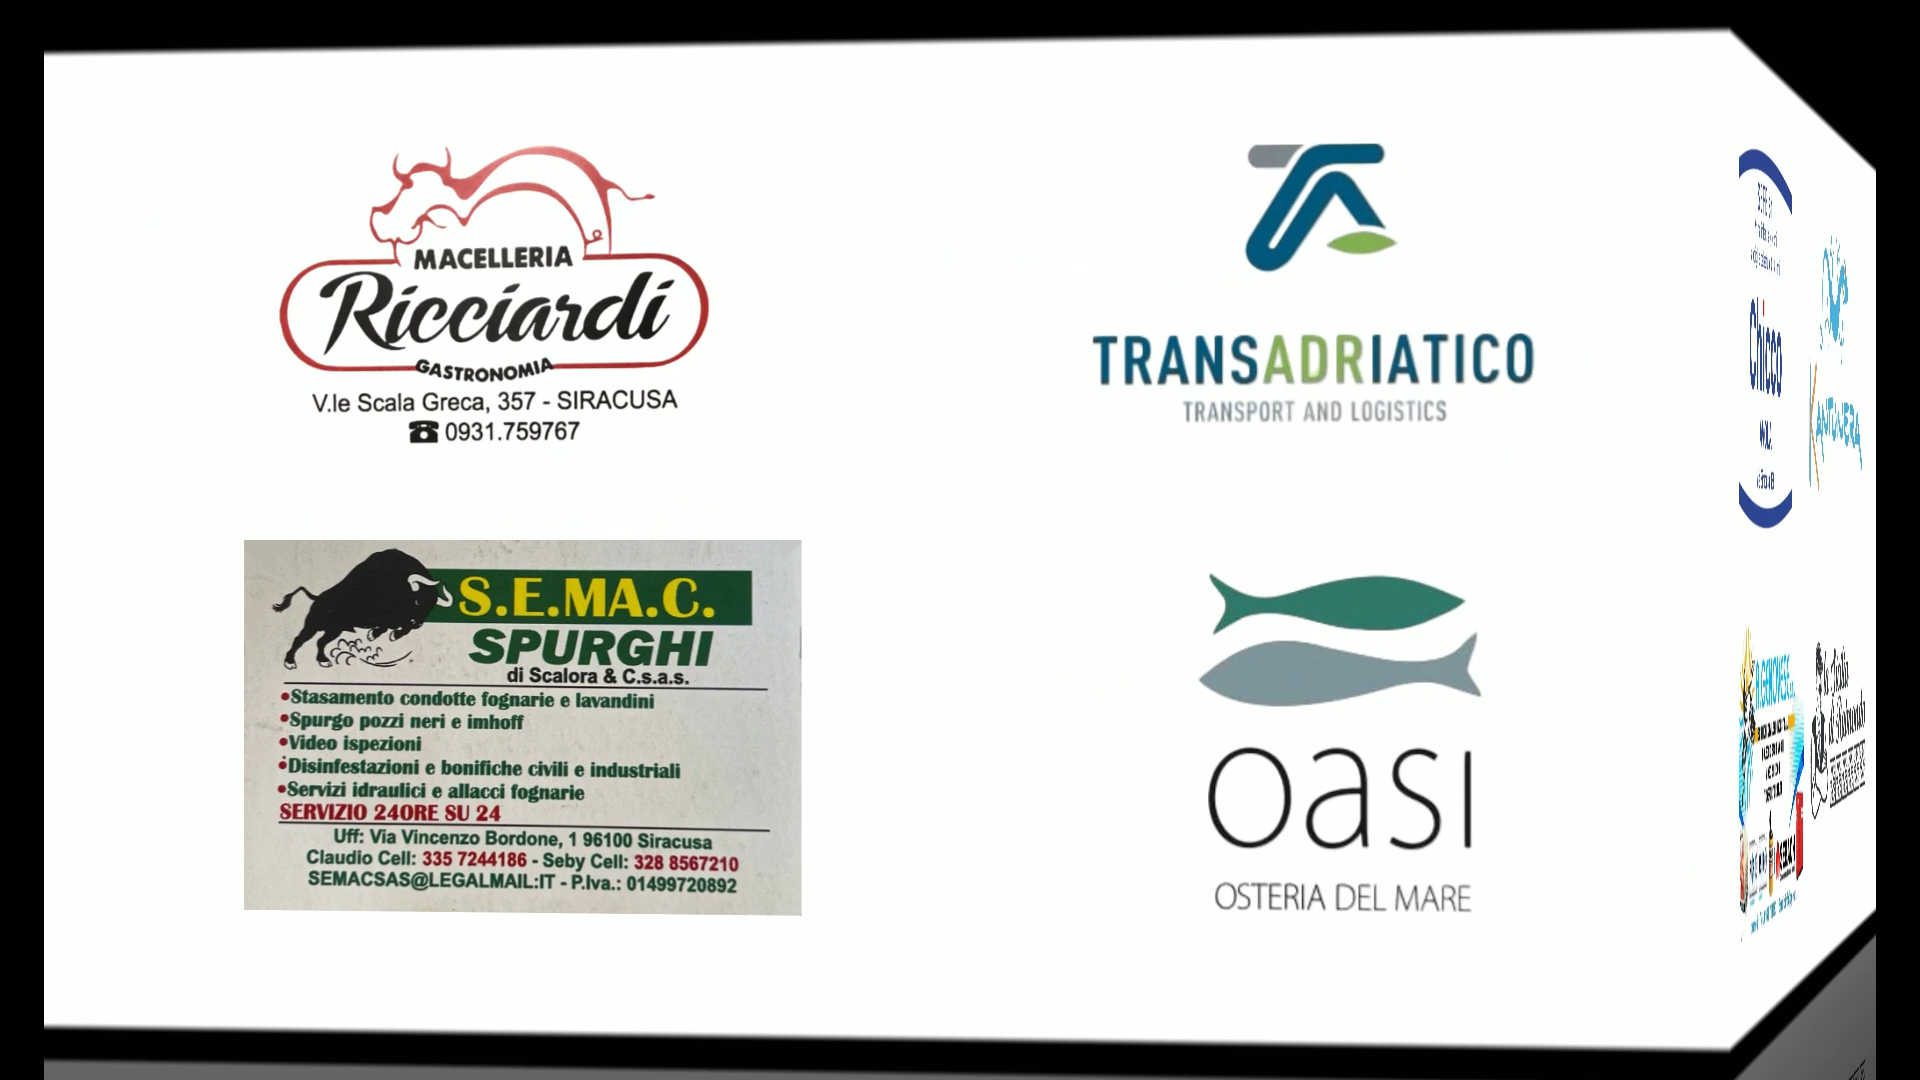 MACELLERIA
Ricciardi
GASTRONOMIA
V.le Scala Greca, 357 - SIRACUSA
☎ 0931.759767
TRANSADRIATICO
TRANSPORT AND LOGISTICS
S.E.MA.C.
SPURGHI
di Scalora & C.s.a.s.
•Stasamento condotte fognarie e lavandini
•Spurgo pozzi neri e imhoff
•Video ispezioni
•Disinfestazioni e bonifiche civili e industriali
•Servizi idraulici e allacci fognarie
SERVIZIO 24ORE SU 24
Uff: Via Vincenzo Bordone, 1 96100 Siracusa
Claudio Cell: 335 7244186 - Seby Cell: 328 8567210
SEMACSAS@LEGALMAIL:IT - P.Iva.: 01499720892
oasi
OSTERIA DEL MARE
Chicco